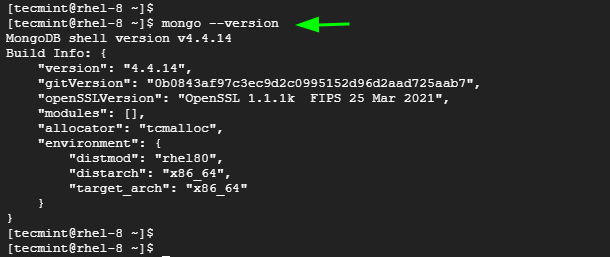 [tecmint@rhel-8 ~]$
[tecmint@rhel-8 ~]$ mongo --version
MongoDB shell version v4.4.14
Build Info: {
    "version": "4.4.14",
    "gitVersion": "0b0843af97c3ec9d2c0995152d96d2aad725aab7",
    "openSSLVersion": "OpenSSL 1.1.1k  FIPS 25 Mar 2021",
    "modules": [],
    "allocator": "tcmalloc",
    "environment": {
        "distmod": "rhel80",
        "distarch": "x86_64",
        "target_arch": "x86_64"
    }
}
[tecmint@rhel-8 ~]$
[tecmint@rhel-8 ~]$